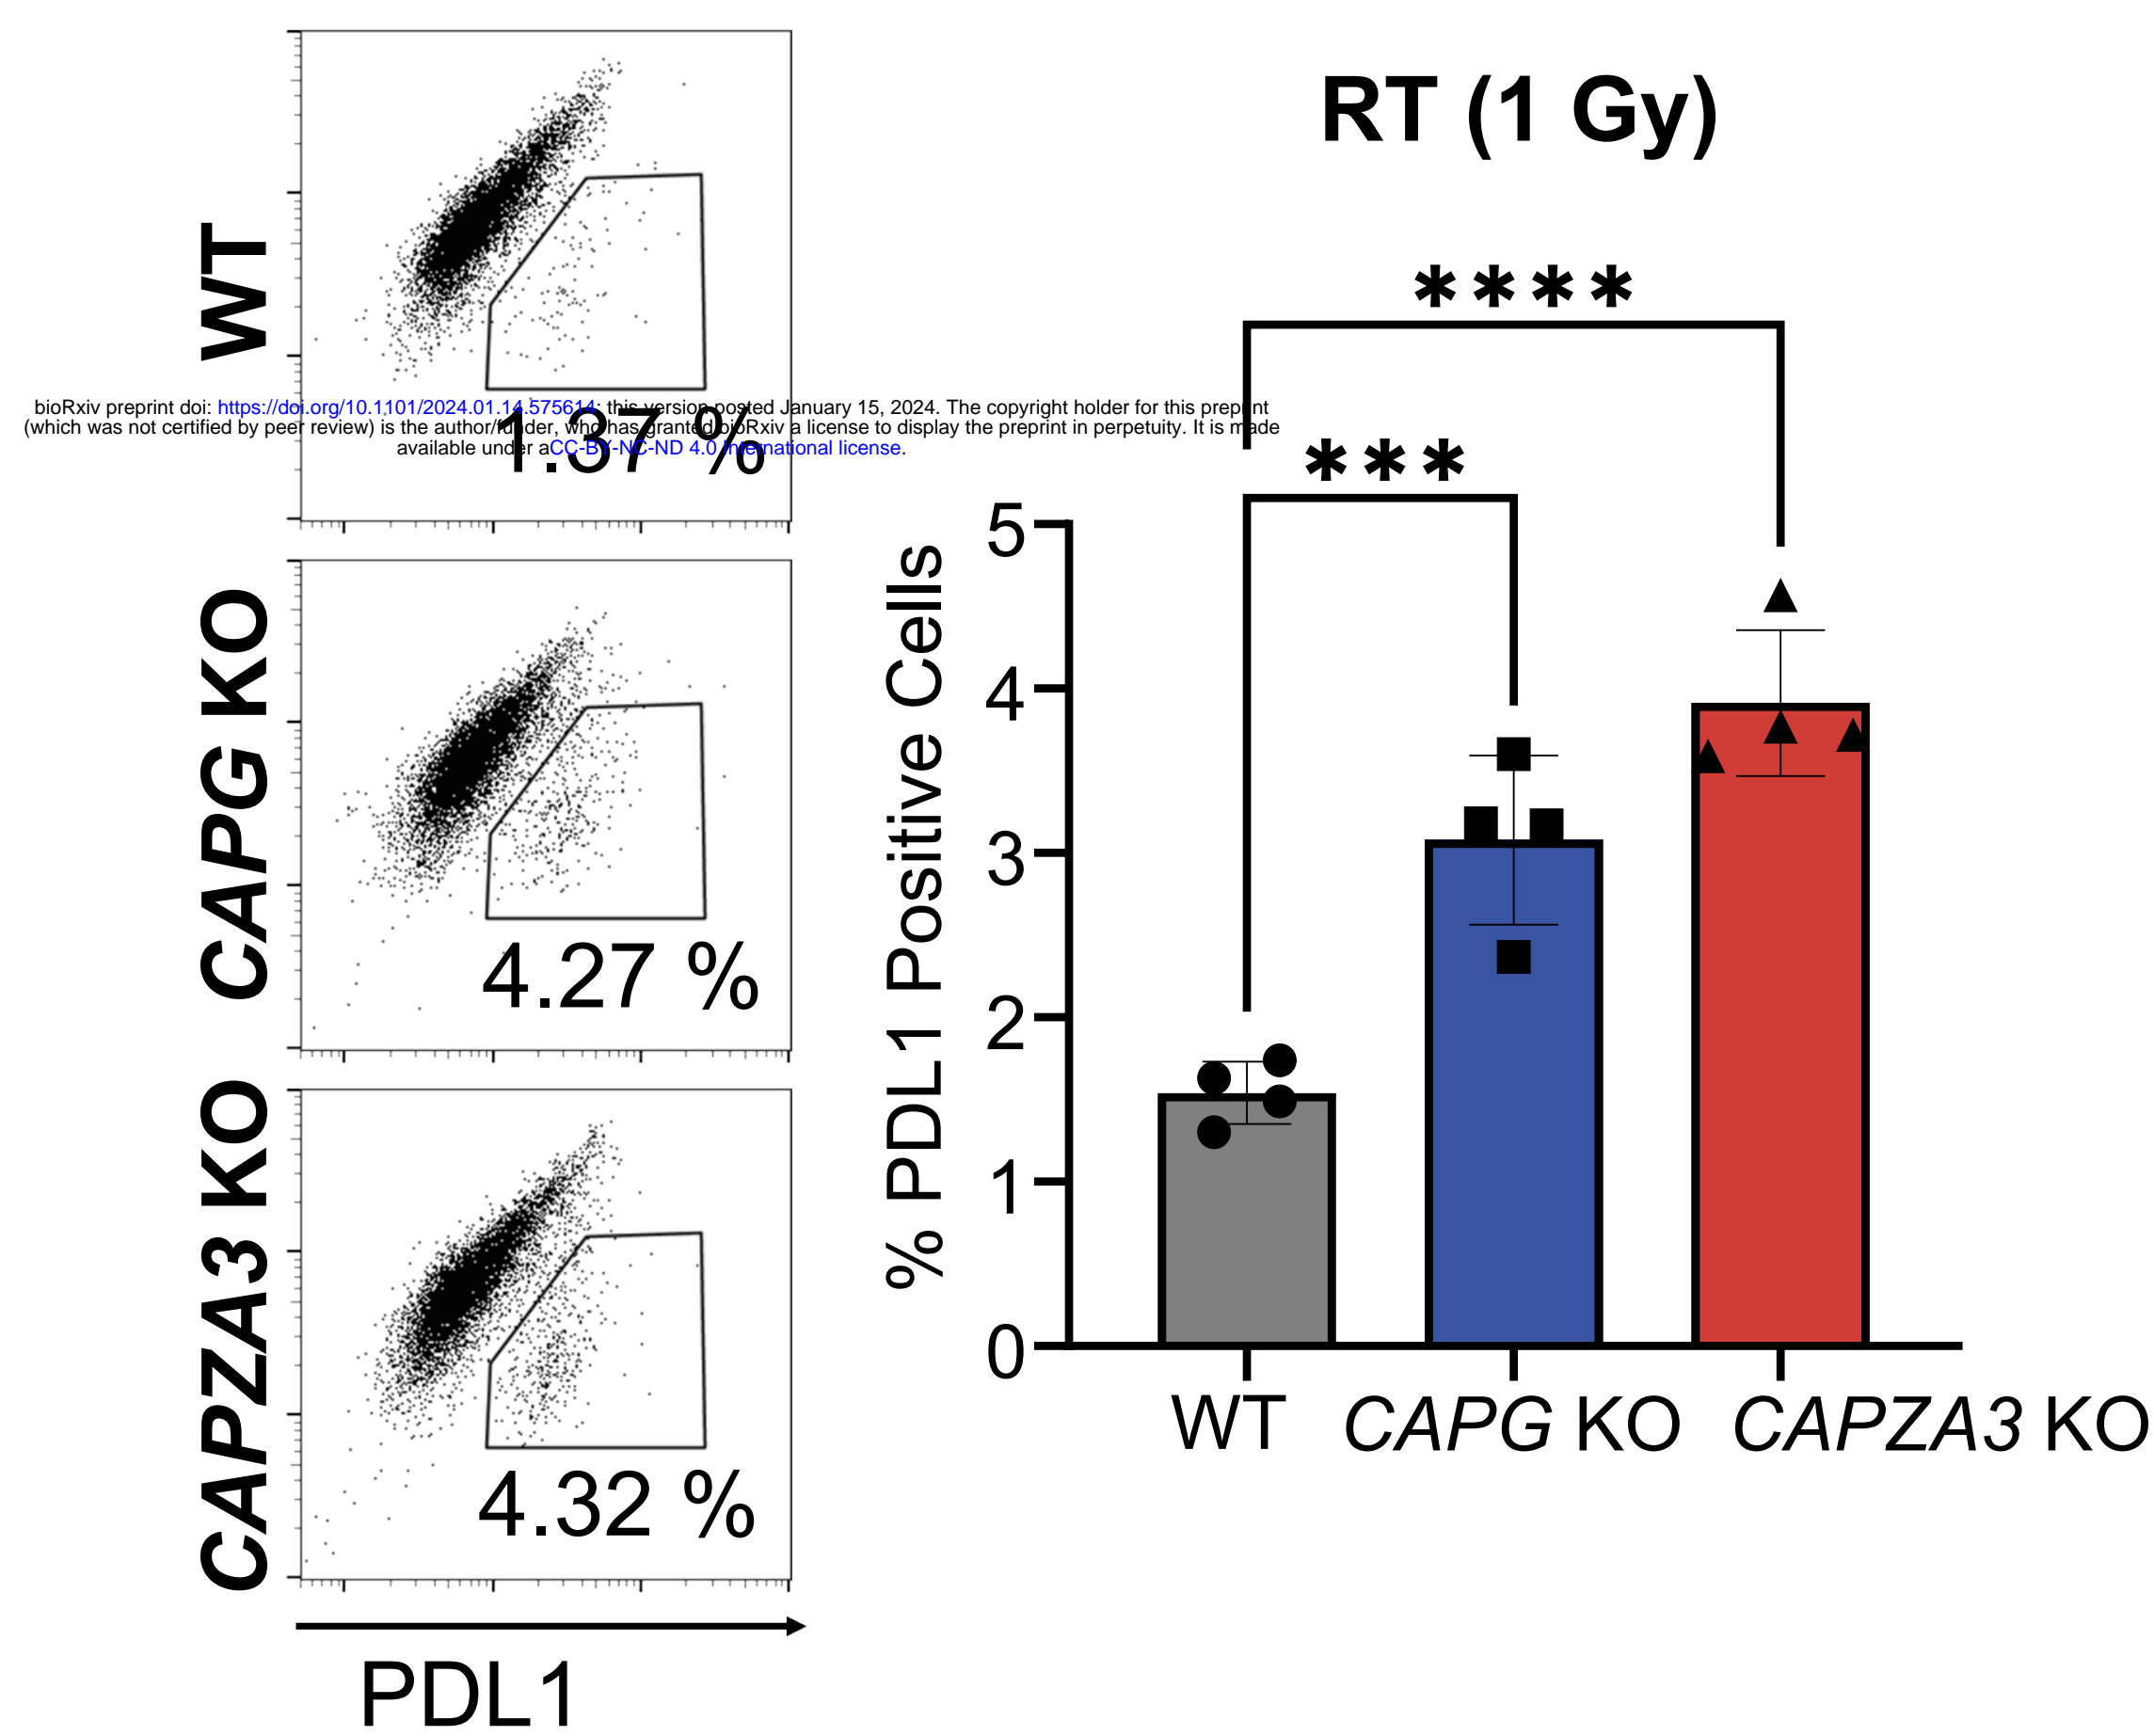 WT
bioRxiv preprint doi: https://doi.org/10.1101/2024.01.14.575614; this version posted January 15, 2024. The copyright holder for this preprint
(which was not certified by peer review) is the author/funder, who has granted bioRxiv a license to display the preprint in perpetuity. It is made
available under aCC-BY-NC-ND 4.0 International license.
1.37 %
CAPG KO
4.27 %
CAPZA3 KO
4.32 %
PDL1
RT (1 Gy)
****
***
% PDL1 Positive Cells
5
4
3
2
1
0
WT
CAPG KO
CAPZA3 KO